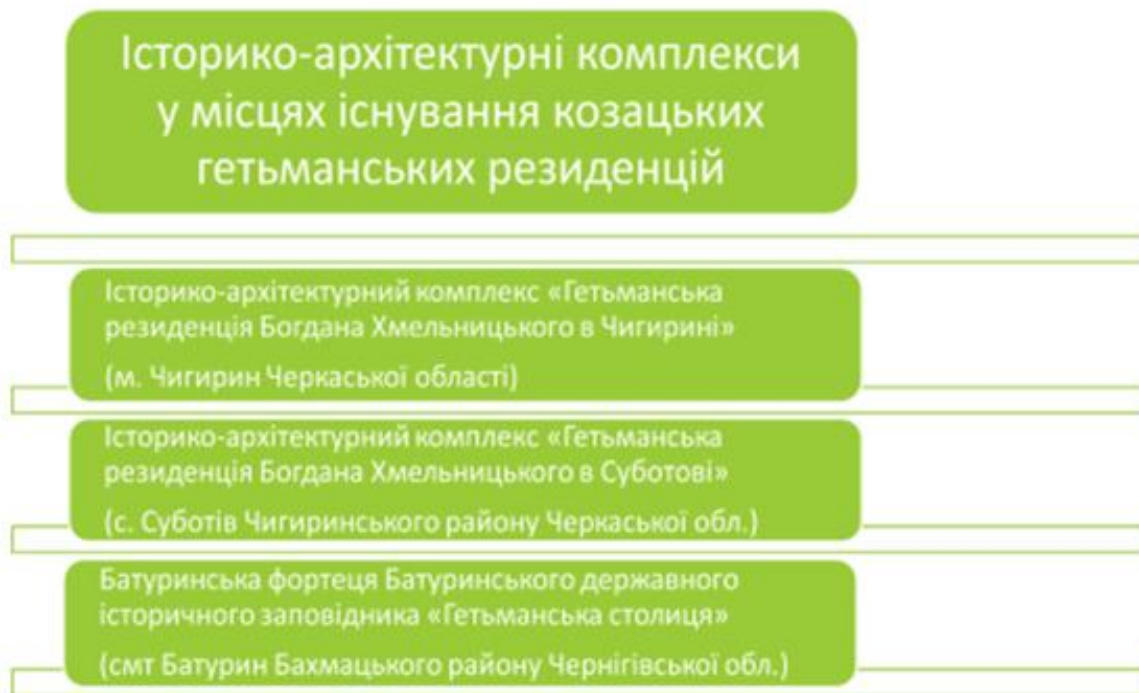 Історико-архітектурні комплекси
у місцях існування козацьких
гетьманських резиденцій
Історико-архітектурний комплекс «Гетьманська
резиденція Богдана Хмельницького в Чигирині»
(м. Чигирин Черкаської області)
Історико-архітектурний комплекс «Гетьманська
резиденція Богдана Хмельницького в Суботові»
(с. Суботів Чигиринського району Черкаської обл.)
Батуринська фортеця Батуринського державного
історичного заповідника «Гетьманська столиця»
(смт Батурин Бахмацького району Чернігівської обл.)